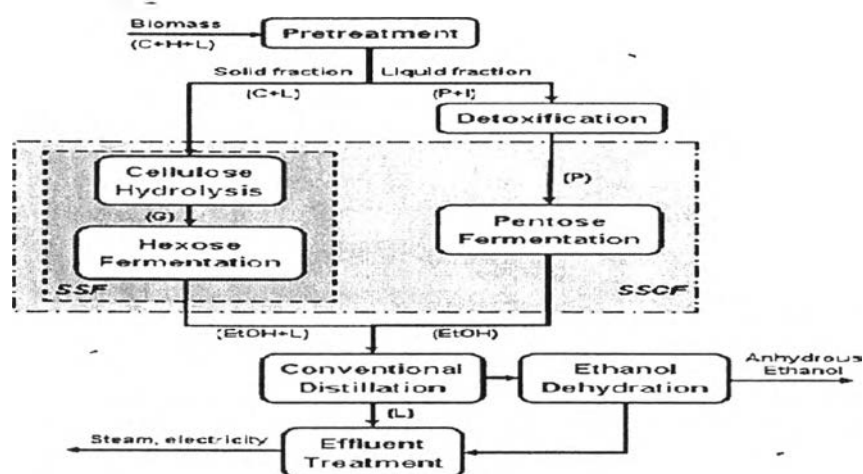 Biomass
(C+H+L)
Pretreatment
Solid fraction
Liquid fraction
(C+L)
(P+I)
Detoxification
Cellulose
Hydrolysis
(G)
(P)
Hexose
Fermentation
Pentose
Fermentation
SSF
SSCF
(EtOH+L)
(EtOH)
Conventional
Distillation
Ethanol
Dehydration
Anhydrous
Ethanol
(L)
Steam, electricity
Effluent
Treatment